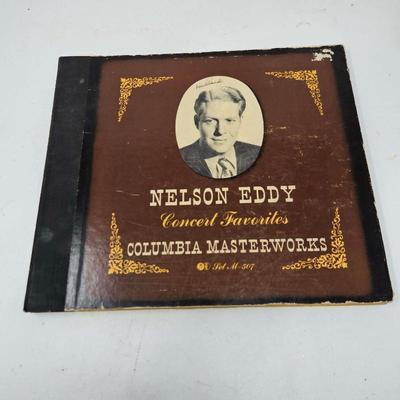 NELSON EDDY
Concert Favorites
COLUMBIA MASTERWORKS
Set M-507